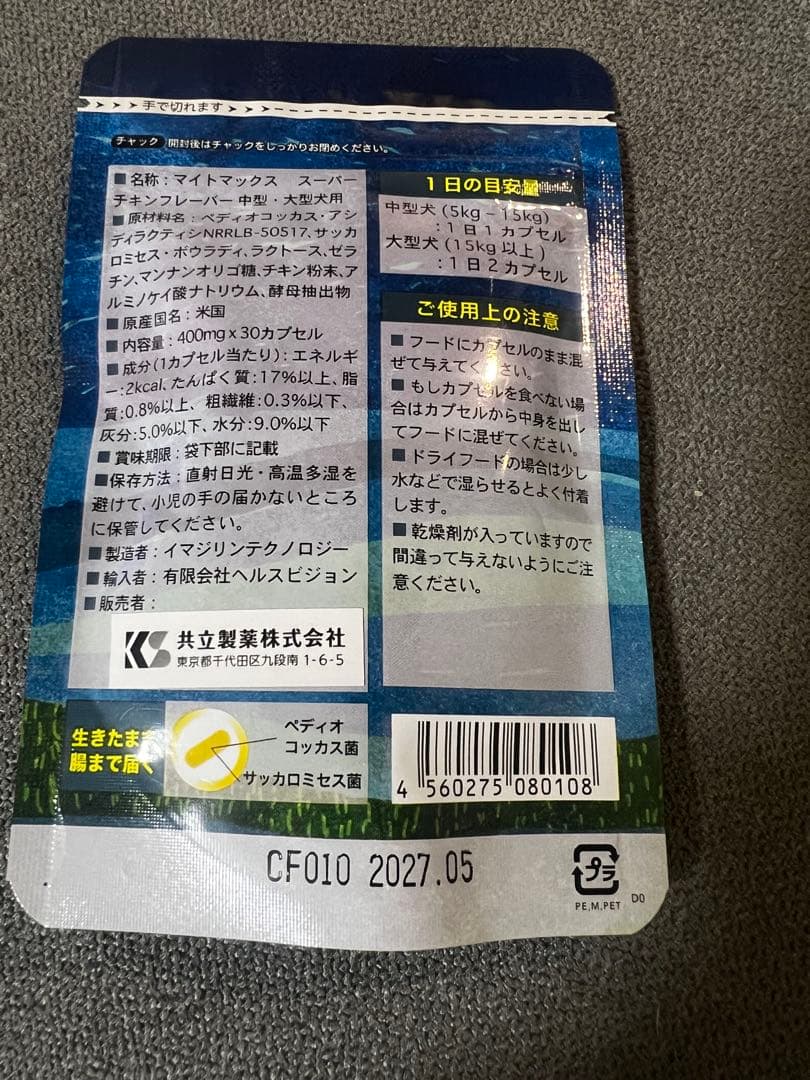 手で切れます
チャック 開封後はチャックをしっかりお閉めください。
■名称：マイトマックス スーパー
チキンフレーバー 中型・大型犬用
■原材料名：ペディオコッカス・アシ
ディラクティシNRRLB-50517、サッカ
ロミセス・ボウラディ、ラクトース、ゼラ
チン、マンナンオリゴ糖、チキン粉末、ア
ルミノケイ酸ナトリウム、酵母抽出物
■原産国名：米国
■内容量：400mg x 30カプセル
■成分(1カプセル当たり)：エネルギ
ー:2kcal、たんぱく質:17%以上、脂
質:0.8%以上、粗繊維:0.3%以下、
灰分:5.0%以下、水分:9.0%以下
■賞味期限：袋下部に記載
■保存方法：直射日光・高温多湿を
避けて、小児の手の届かないところ
に保管してください。
■製造者：イマジリンテクノロジー
■輸入者：有限会社ヘルスビジョン
■販売者：
KS 共立製薬株式会社
東京都千代田区九段南 1-6-5
1日の目安量
中型犬 (5kg－15kg)
：1日1カプセル
大型犬 (15kg以上)
：1日2カプセル
ご使用上の注意
■フードにカプセルのまま混
ぜて与えてください。
■もしカプセルを食べない場
合はカプセルから中身を出し
てフードに混ぜてください。
■ドライフードの場合は少し
水などで湿らせるとよく付着
します。
■乾燥剤が入っていますので
間違って与えないようにご注
意ください。
生きたまま
腸まで届く
ペディオ
コッカス菌
サッカロミセス菌
4 560275 080108
CF010 2027.05
プラ
PE,M,PET D0